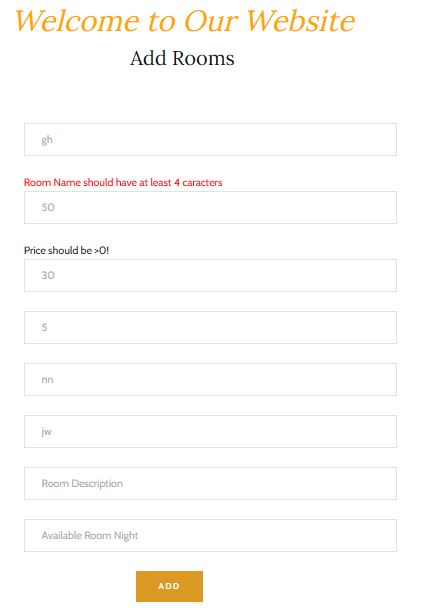 Welcome to Our Website
Add Rooms
gh
Room Name should have at least 4 caracters
50
Price should be >0!
30
5
nn
jw
Room Description
Available Room Night
ADD